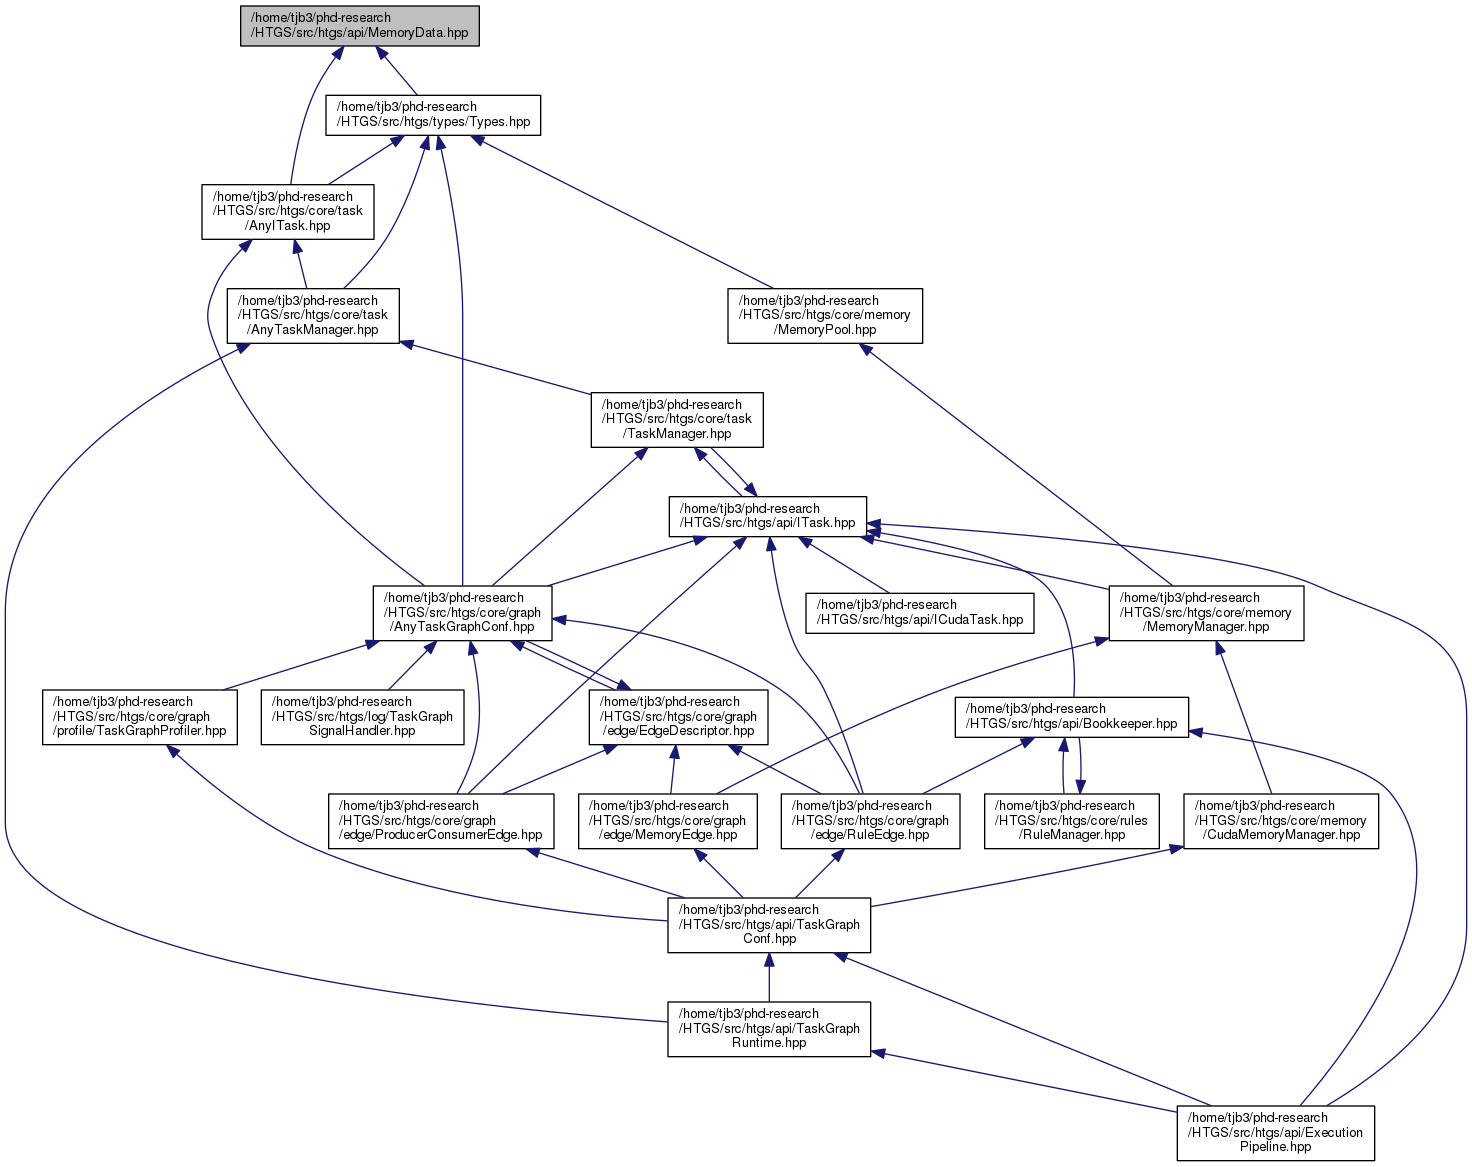 /home/tjb3/phd-research
/HTGS/src/htgs/api/MemoryData.hpp
/home/tjb3/phd-research
/HTGS/src/htgs/types/Types.hpp
/home/tjb3/phd-research
/HTGS/src/htgs/core/task
/AnyITask.hpp
/home/tjb3/phd-research
/HTGS/src/htgs/core/task
/AnyTaskManager.hpp
/home/tjb3/phd-research
/HTGS/src/htgs/core/memory
/MemoryPool.hpp
/home/tjb3/phd-research
/HTGS/src/htgs/core/task
/TaskManager.hpp
/home/tjb3/phd-research
/HTGS/src/htgs/api/ITask.hpp
/home/tjb3/phd-research
/HTGS/src/htgs/core/graph
/AnyTaskGraphConf.hpp
/home/tjb3/phd-research
/HTGS/src/htgs/api/ICudaTask.hpp
/home/tjb3/phd-research
/HTGS/src/htgs/core/memory
/MemoryManager.hpp
/home/tjb3/phd-research
/HTGS/src/htgs/core/graph
/profile/TaskGraphProfiler.hpp
/home/tjb3/phd-research
/HTGS/src/htgs/log/TaskGraph
SignalHandler.hpp
/home/tjb3/phd-research
/HTGS/src/htgs/core/graph
/edge/EdgeDescriptor.hpp
/home/tjb3/phd-research
/HTGS/src/htgs/api/Bookkeeper.hpp
/home/tjb3/phd-research
/HTGS/src/htgs/core/graph
/edge/ProducerConsumerEdge.hpp
/home/tjb3/phd-research
/HTGS/src/htgs/core/graph
/edge/MemoryEdge.hpp
/home/tjb3/phd-research
/HTGS/src/htgs/core/graph
/edge/RuleEdge.hpp
/home/tjb3/phd-research
/HTGS/src/htgs/core/rules
/RuleManager.hpp
/home/tjb3/phd-research
/HTGS/src/htgs/core/memory
/CudaMemoryManager.hpp
/home/tjb3/phd-research
/HTGS/src/htgs/api/TaskGraph
Conf.hpp
/home/tjb3/phd-research
/HTGS/src/htgs/api/TaskGraph
Runtime.hpp
/home/tjb3/phd-research
/HTGS/src/htgs/api/Execution
Pipeline.hpp